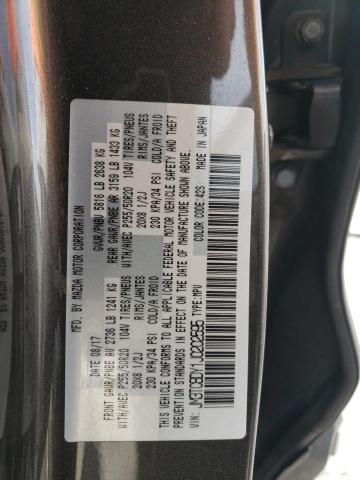 MFD. BY MAZDA MOTOR CORPORATION
DATE 08/17 GVWR/PNBV 5816 LB 2638 KG
FRONT GAWR/PNBE AV 2736 LB 1241 KG REAR GAWR/PNBE AR 3159 LB 1433 KG
WITH/AVEC P255/50R20 104V TIRES/PNEUS WITH/AVEC P255/50R20 104V TIRES/PNEUS
20X8 1/2J RIMS/JANTES 20X8 1/2J RIMS/JANTES
230 KPA/34 PSI COLD/A FROID 230 KPA/34 PSI COLD/A FROID
THIS VEHICLE CONFORMS TO ALL APPLICABLE FEDERAL MOTOR VEHICLE SAFETY AND THEFT
PREVENTION STANDARDS IN EFFECT ON THE DATE OF MANUFACTURE SHOWN ABOVE.
JM3TCBDY1J0202695 TYPE:MPV COLOR CODE:42S MADE IN JAPAN